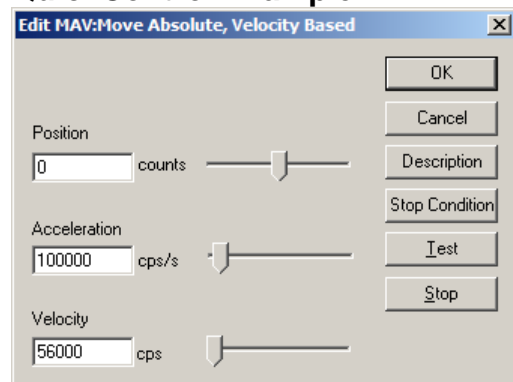 Edit MAV:Move Absolute, Velocity Based
OK
Cancel
Position
0 counts
Description
Stop Condition
Acceleration
100000 cps/s
Test
Stop
Velocity
56000 cps